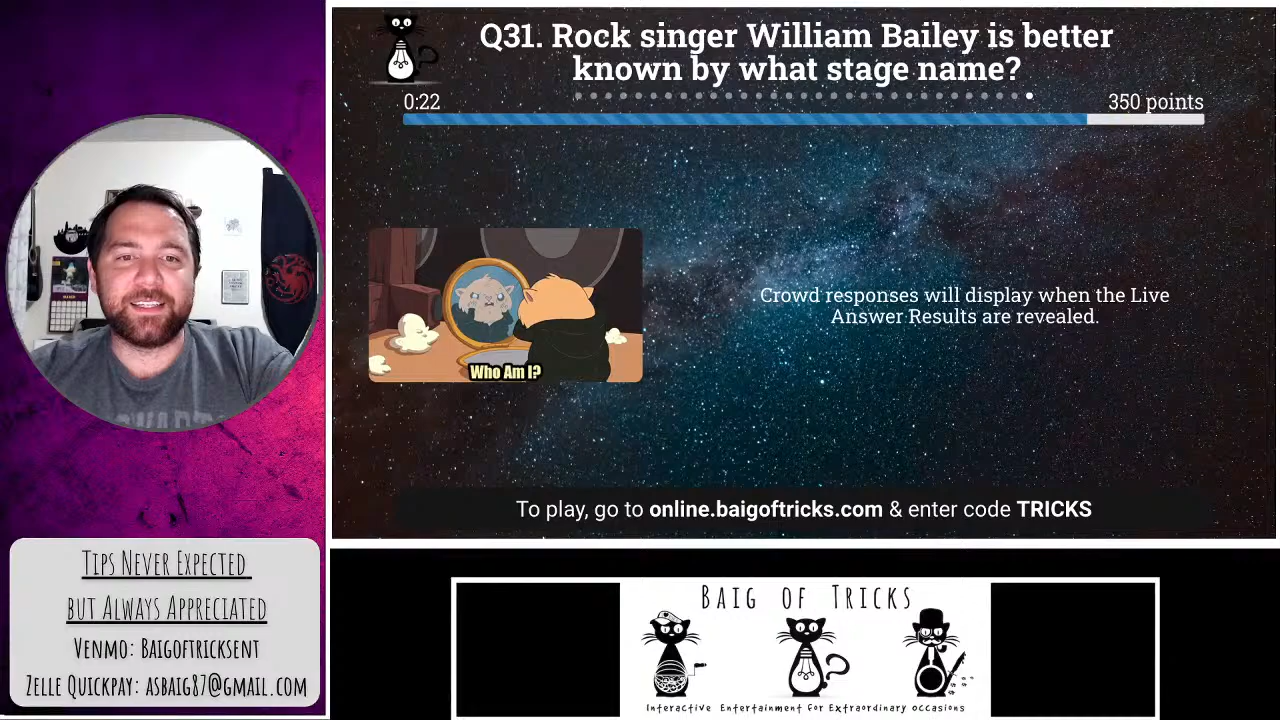 Q31. Rock singer William Bailey is better
known by what stage name?
0:22
350 points
Who Am I?
Crowd responses will display when the Live
Answer Results are revealed.
To play, go to online.baigoftricks.com & enter code TRICKS
Tips Never Expected
but Always Appreciated
Venmo: Baigoftricksent
Zelle Quickpay: asbaig87@gmail.com
Baig of Tricks
Interactive Entertainment for Extraordinary Occasions